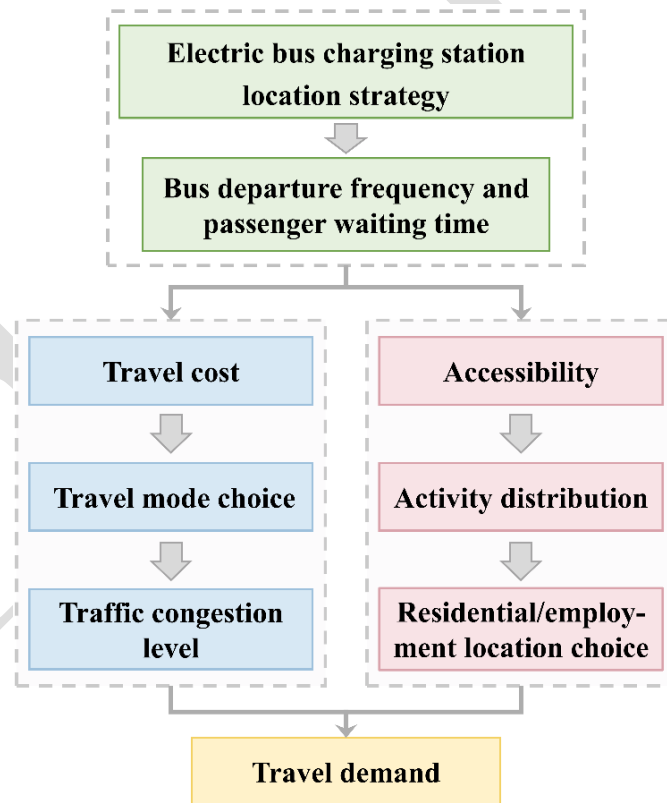 Electric bus charging station
location strategy
Bus departure frequency and
passenger waiting time
Travel cost
Travel mode choice
Traffic congestion
level
Accessibility
Activity distribution
Residential/employ-
ment location choice
Travel demand